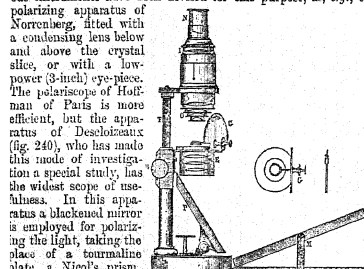 polarizing apparatus of
Norrenberg, fitted with
a condensing lens below
and above the crystal
slice, or with a low-
power (3-inch) eye-piece.
The polariscope of Hoff-
man of Paris is more
efficient, but the appa-
ratus of Descloizeaux
(fig. 240), who has made
this mode of investiga-
tion a special study, has
the widest scope of use-
fulness. In this appa-
ratus a blackened mirror
is employed for polariz-
ing the light, taking the
place of a tourmaline
plate, a Nicol's prism
N
T
G
E
F
G
H